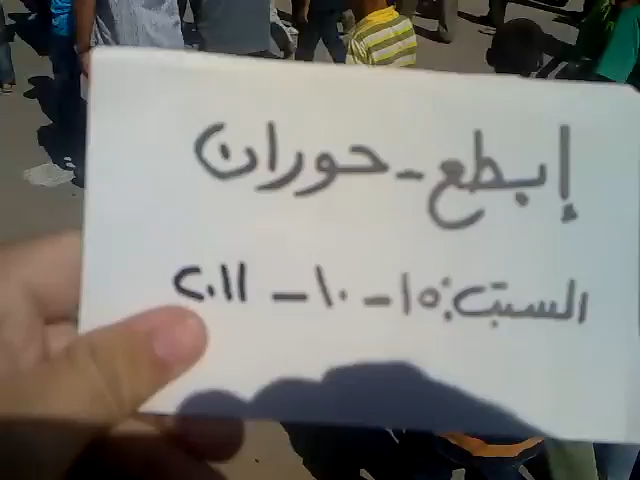 إبطع - حوران
السبت: ١٥ - ١٠ - ٢٠١١